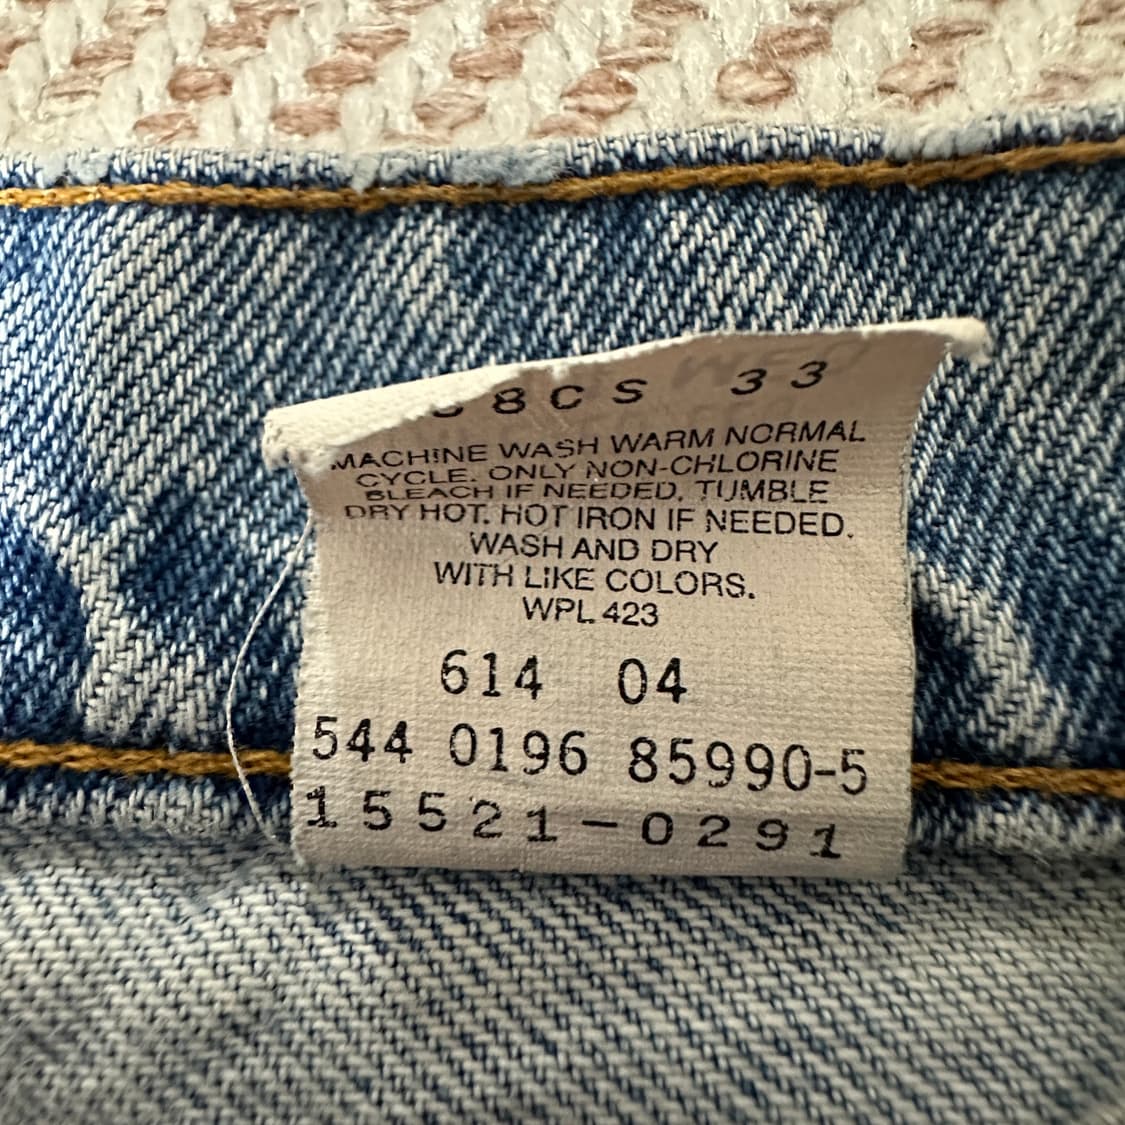 8CS 33
MACHINE WASH WARM NORMAL
CYCLE. ONLY NON-CHLORINE
BLEACH IF NEEDED. TUMBLE
DRY HOT. HOT IRON IF NEEDED.
WASH AND DRY
WITH LIKE COLORS.
WPL 423
614 04
544 0196 85990-5
15521-0291